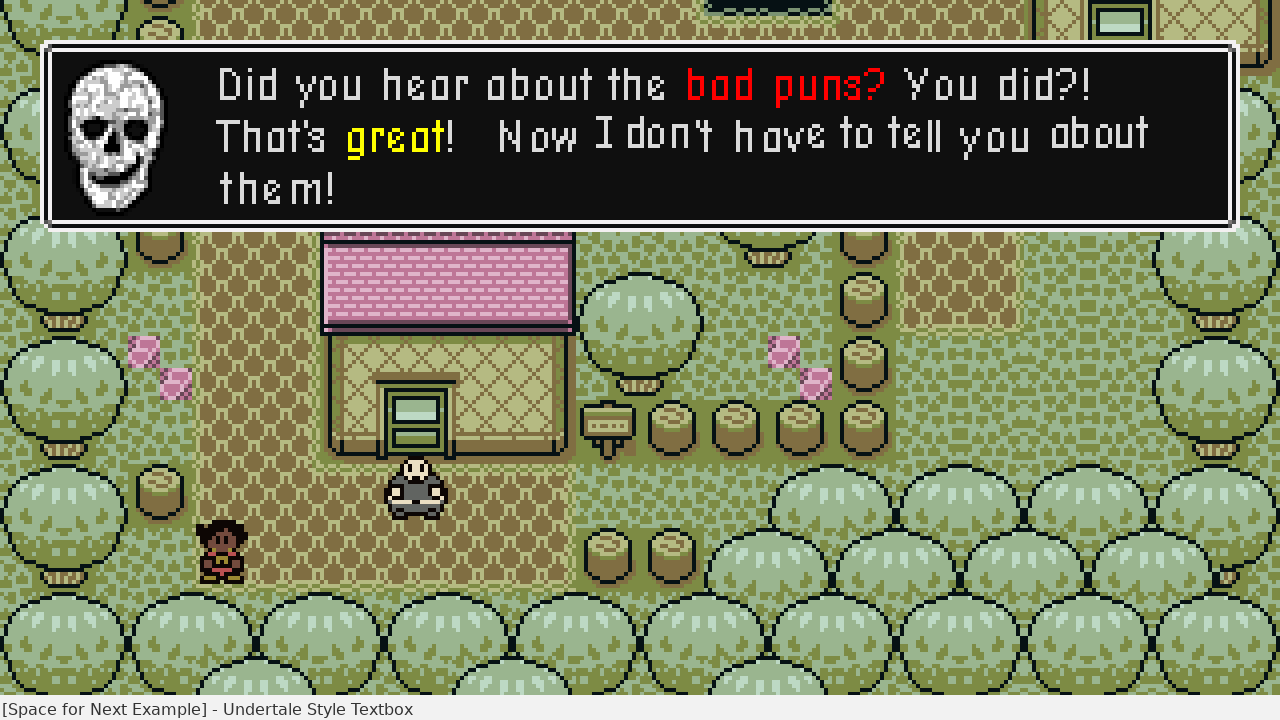 Did you hear about the bad puns? You did?!
That's great! Now I don't have to tell you about
them!
[Space for Next Example] - Undertale Style Textbox